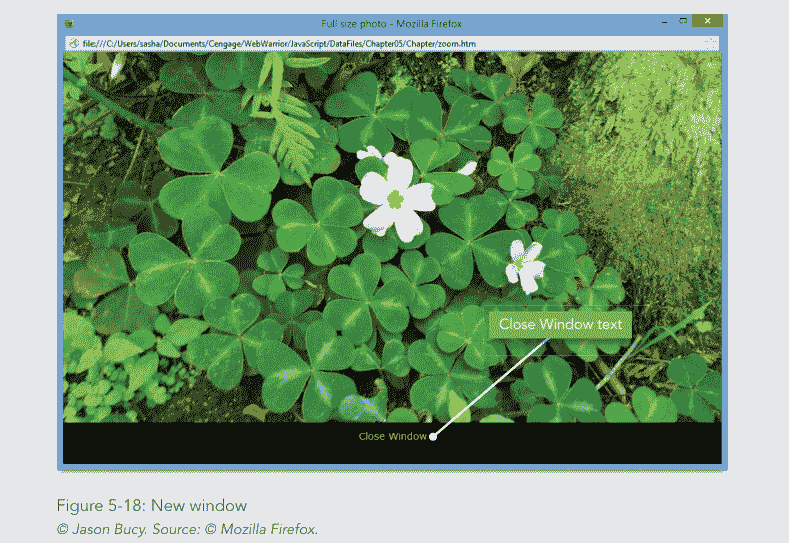 Full size photo - Mozilla Firefox
file:///C:/Users/sasha/Documents/Cengage/WebWarrior/JavaScript/DataFiles/Chapter05/Chapter/zoom.htm
Close Window text
Close Window
Figure 5-18: New window
© Jason Bucy. Source: © Mozilla Firefox.